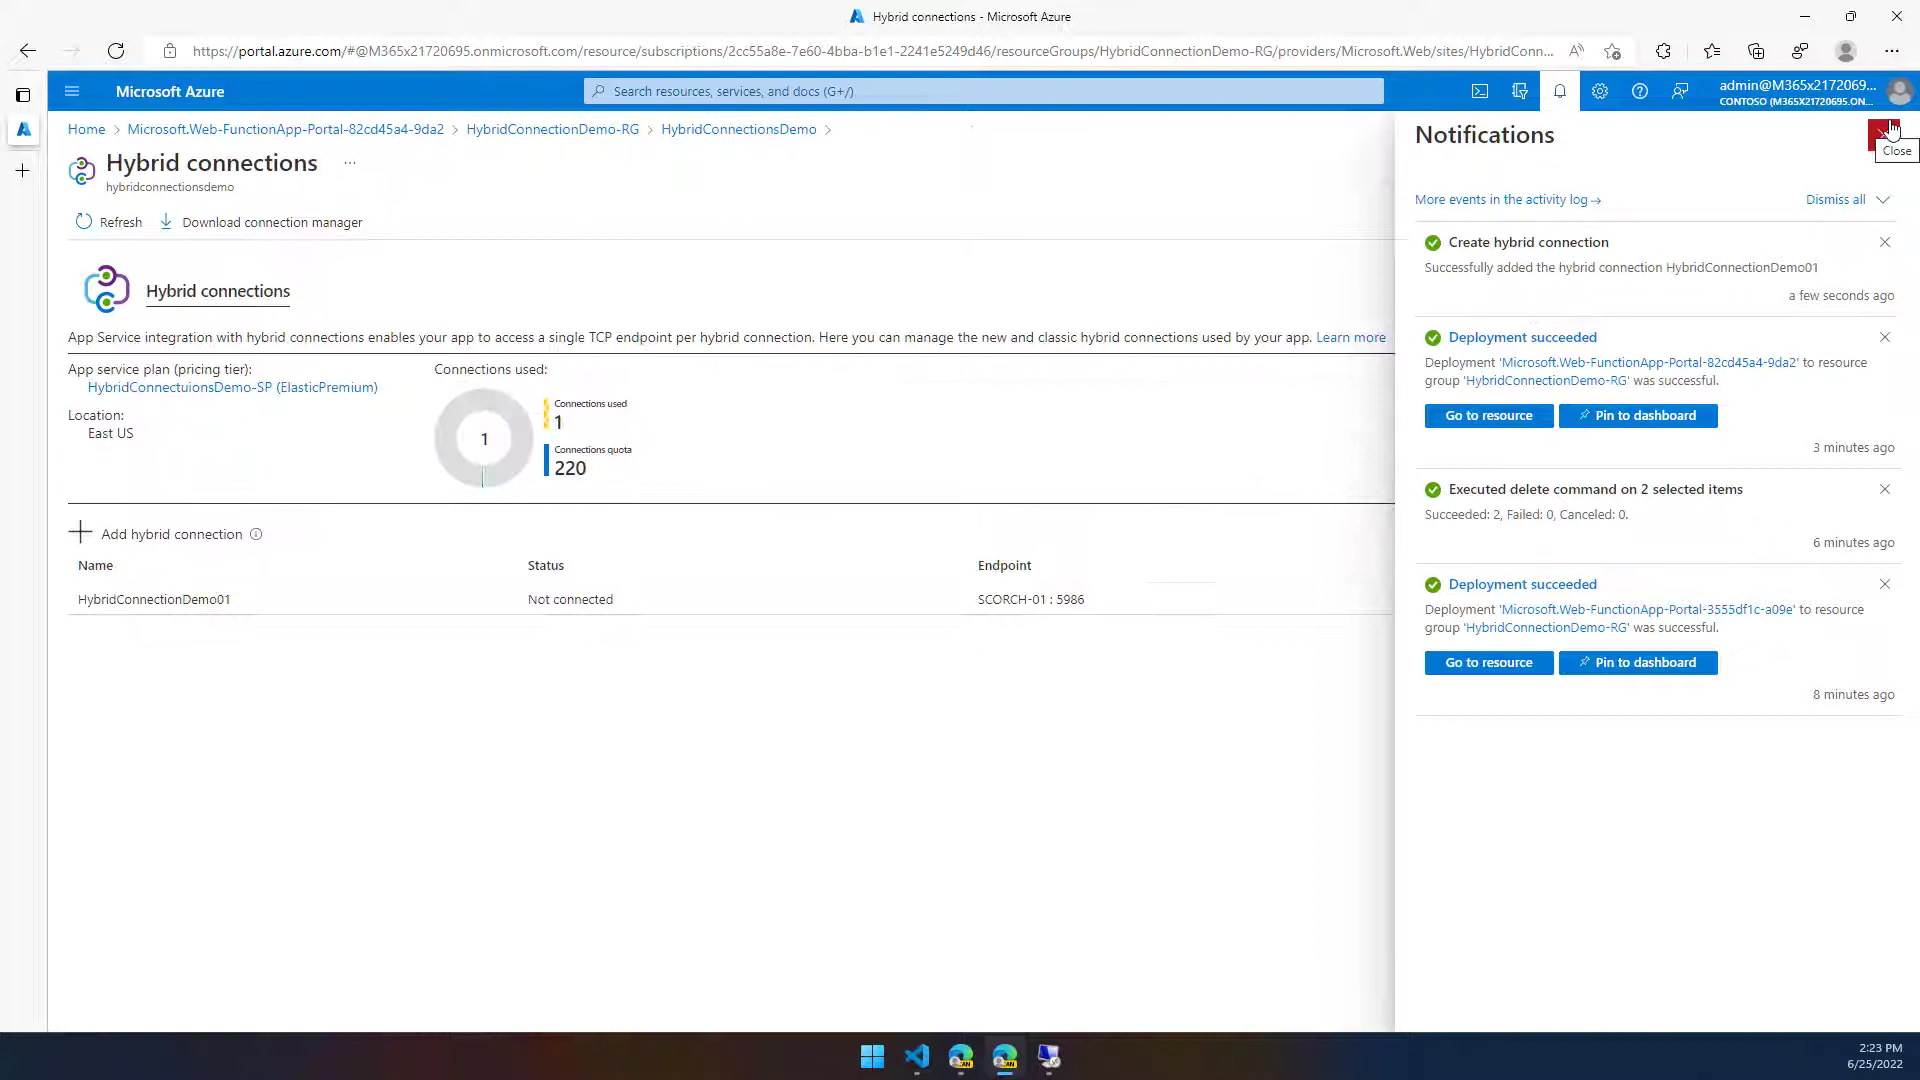 Hybrid connections - Microsoft Azure
https://portal.azure.com/#@M365x21720695.onmicrosoft.com/resource/subscriptions/2cc55a8e-7e60-4bba-b1e1-2241e5249d46/resourceGroups/HybridConnectionDemo-RG/providers/Microsoft.Web/sites/HybridConn...
Microsoft Azure
Search resources, services, and docs (G+/)
admin@M365x2172069...
CONTOSO (M365X21720695.ON...
Home > Microsoft.Web-FunctionApp-Portal-82cd45a4-9da2 > HybridConnectionDemo-RG > HybridConnectionsDemo >
Hybrid connections ...
hybridconnectionsdemo
Refresh Download connection manager
Hybrid connections
App Service integration with hybrid connections enables your app to access a single TCP endpoint per hybrid connection. Here you can manage the new and classic hybrid connections used by your app. Learn more
App service plan (pricing tier):
HybridConnectuionsDemo-SP (ElasticPremium)
Location:
East US
Connections used:
1
Connections used
1
Connections quota
220
Add hybrid connection
Name Status Endpoint
HybridConnectionDemo01 Not connected SCORCH-01 : 5986
Notifications
Close
More events in the activity log → Dismiss all
Create hybrid connection
Successfully added the hybrid connection HybridConnectionDemo01
a few seconds ago
Deployment succeeded
Deployment 'Microsoft.Web-FunctionApp-Portal-82cd45a4-9da2' to resource
group 'HybridConnectionDemo-RG' was successful.
Go to resource Pin to dashboard
3 minutes ago
Executed delete command on 2 selected items
Succeeded: 2, Failed: 0, Canceled: 0.
6 minutes ago
Deployment succeeded
Deployment 'Microsoft.Web-FunctionApp-Portal-3555df1c-a09e' to resource
group 'HybridConnectionDemo-RG' was successful.
Go to resource Pin to dashboard
8 minutes ago
2:23 PM
6/25/2022